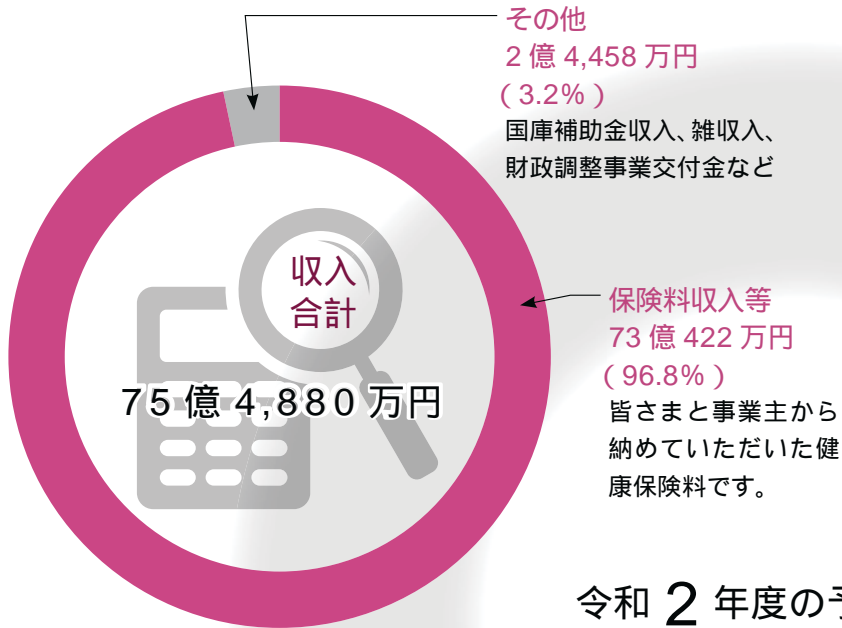 その他
2 億 4,458 万円
( 3.2% )
国庫補助金収入、雑収入、
財政調整事業交付金など
収入
合計
75 億 4,880 万円
保険料収入等
73 億 422 万円
( 96.8% )
皆さまと事業主から
納めていただいた健
康保険料です。
令和 2 年度の予